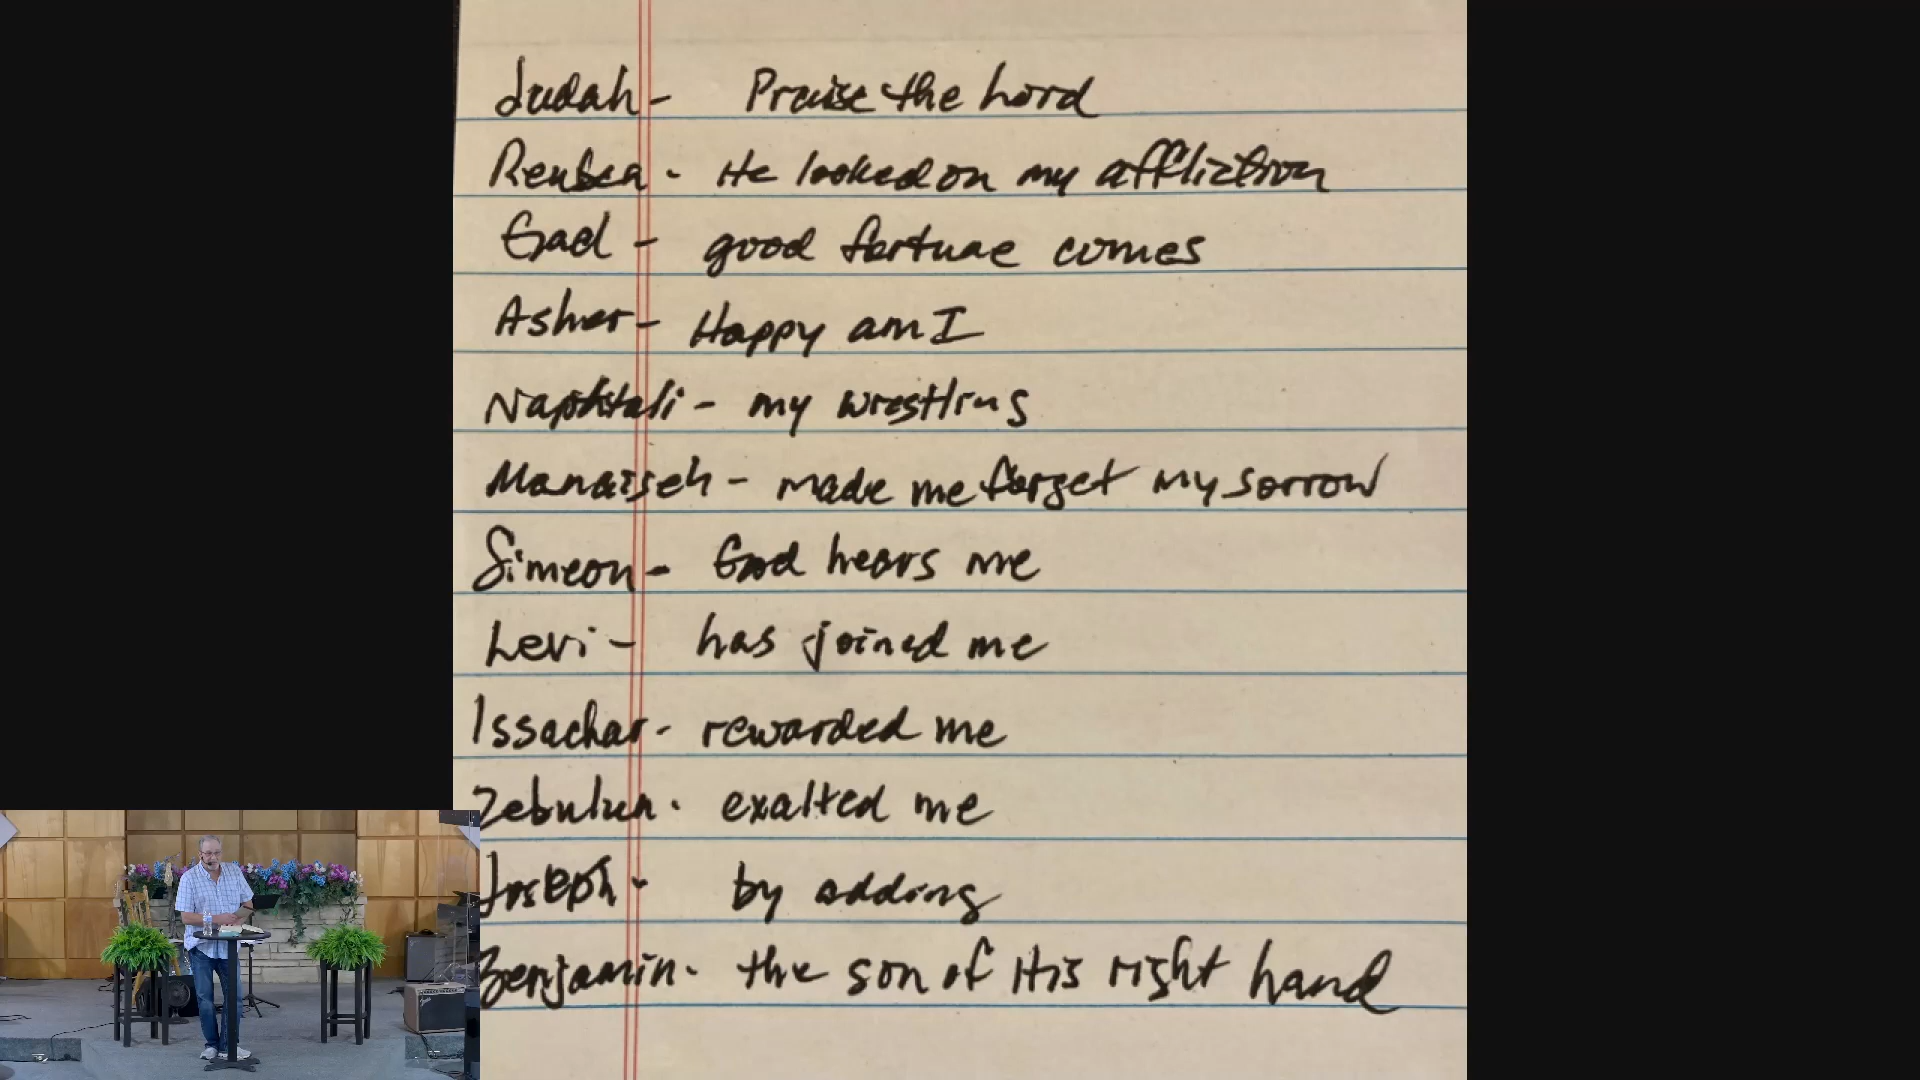 Judah - Praise the Lord
Reuben - He looked on my affliction
Gad - good fortune comes
Asher - Happy am I
Naphtali - my wrestling
Manasseh - made me forget my sorrow
Simeon - God hears me
Levi - has joined me
Issachar - rewarded me
Zebulun - exalted me
Joseph - by adding
Benjamin - the son of His right hand